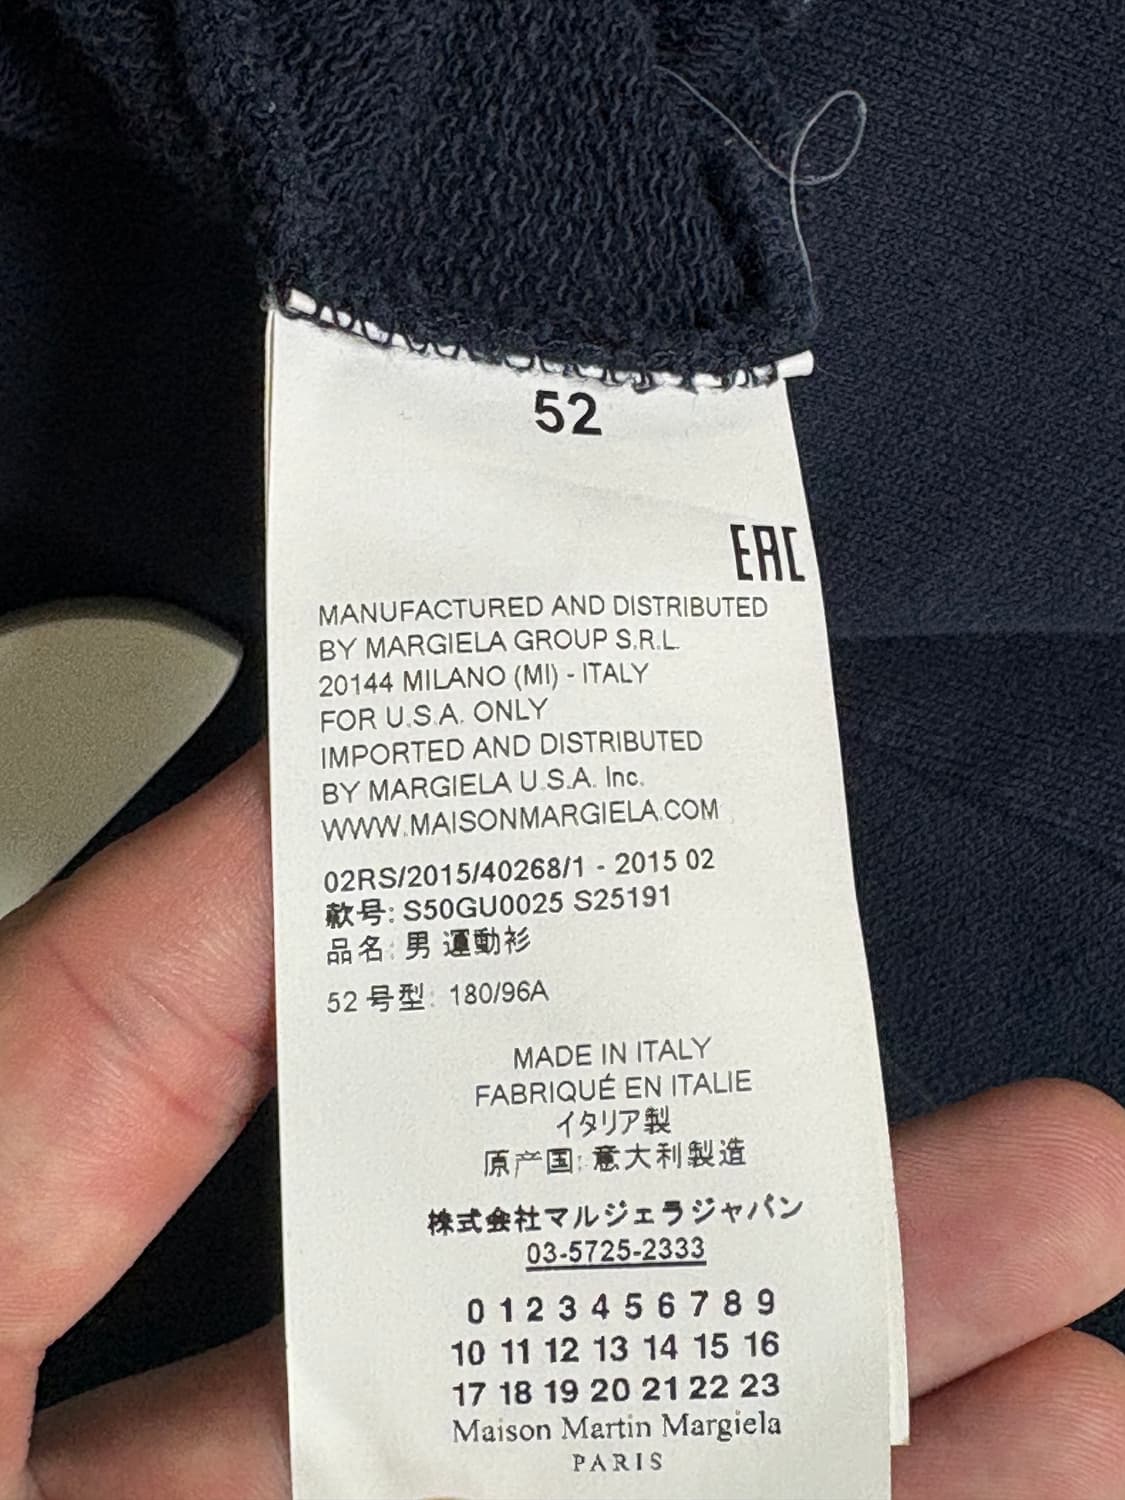 52
EAC
MANUFACTURED AND DISTRIBUTED
BY MARGIELA GROUP S.R.L.
20144 MILANO (MI) - ITALY
FOR U.S.A. ONLY
IMPORTED AND DISTRIBUTED
BY MARGIELA U.S.A. Inc.
WWW.MAISONMARGIELA.COM
02RS/2015/40268/1 - 2015 02
款号: S50GU0025 S25191
品名: 男 運動衫
52 号型: 180/96A
MADE IN ITALY
FABRIQUÉ EN ITALIE
イタリア製
原产国: 意大利製造
株式会社マルジェラジャパン
03-5725-2333
0 1 2 3 4 5 6 7 8 9
10 11 12 13 14 15 16
17 18 19 20 21 22 23
Maison Martin Margiela
PARIS